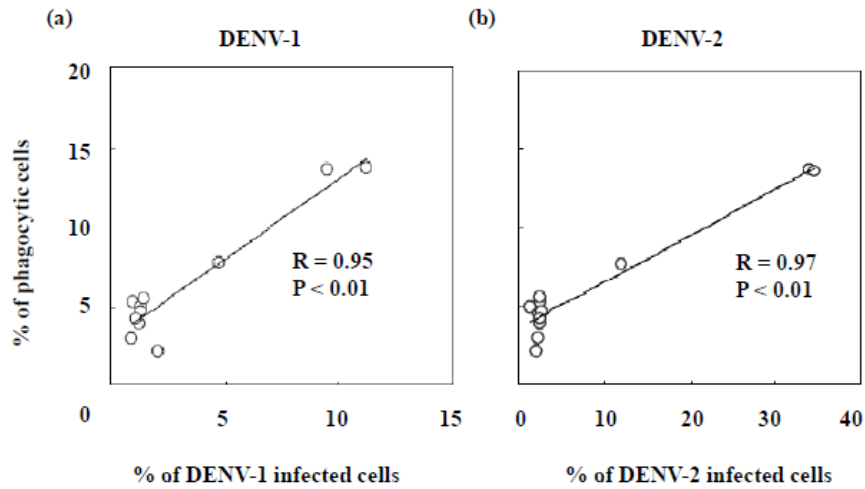 (a)
DENV-1
20
15
10
5
0
% of phagocytic cells
R = 0.95
P < 0.01
5
10
15
% of DENV-1 infected cells
(b)
DENV-2
R = 0.97
P < 0.01
0
10
20
30
40
% of DENV-2 infected cells